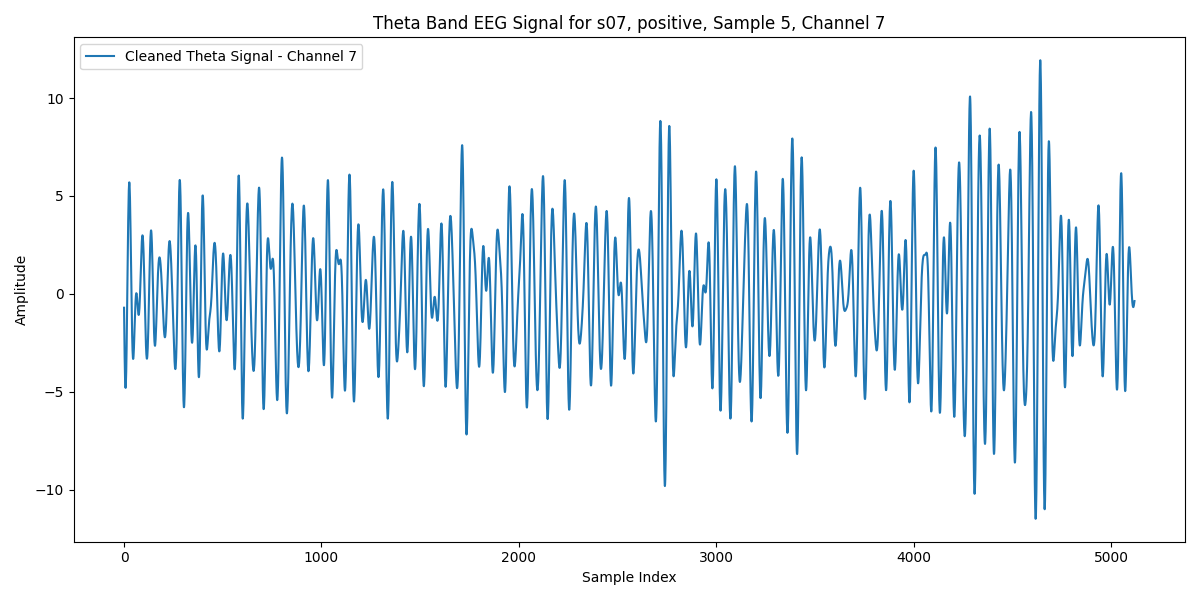 Theta Band EEG Signal for s07, positive, Sample 5, Channel 7
Cleaned Theta Signal - Channel 7
Amplitude
10
5
0
−5
−10
0 1000 2000 3000 4000 5000
Sample Index